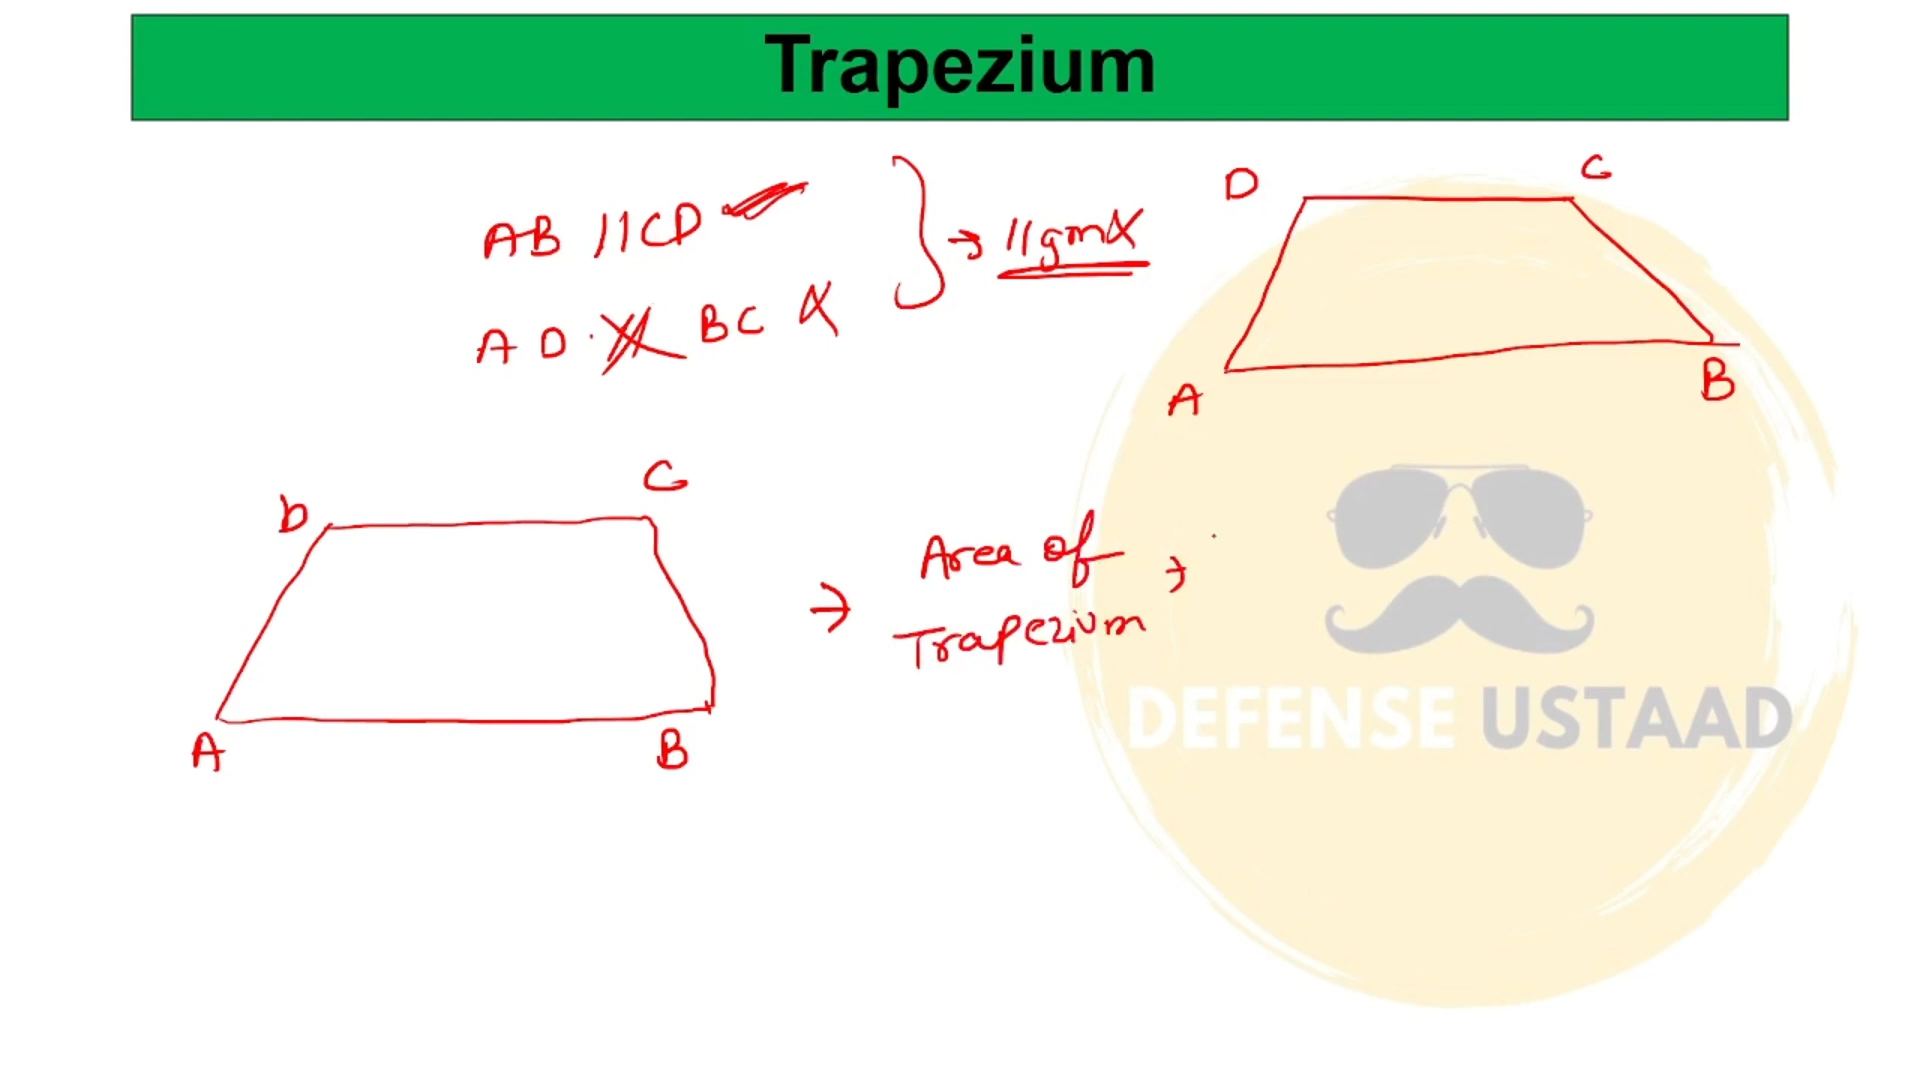 Trapezium
AB // CD
AD ∦ BC ✗
→ //gm ✗
D C
A B
D C
A B
→ Area of
Trapezium →
DEFENSE USTAAD